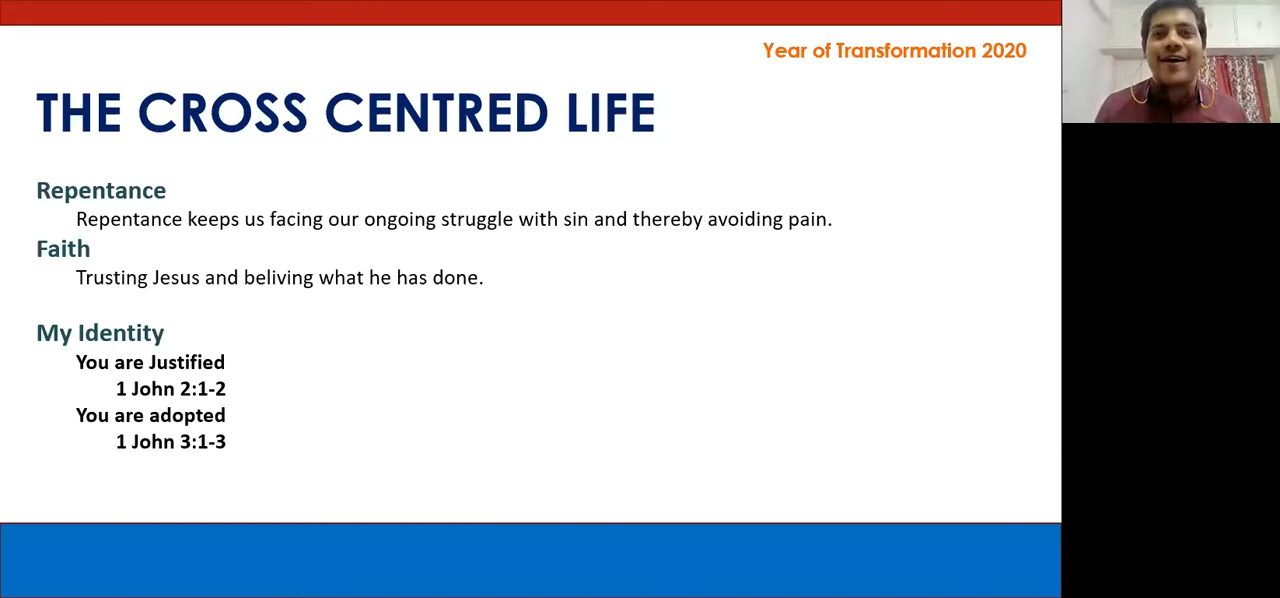 Year of Transformation 2020
THE CROSS CENTRED LIFE
Repentance
Repentance keeps us facing our ongoing struggle with sin and thereby avoiding pain.
Faith
Trusting Jesus and beliving what he has done.
My Identity
You are Justified
1 John 2:1-2
You are adopted
1 John 3:1-3